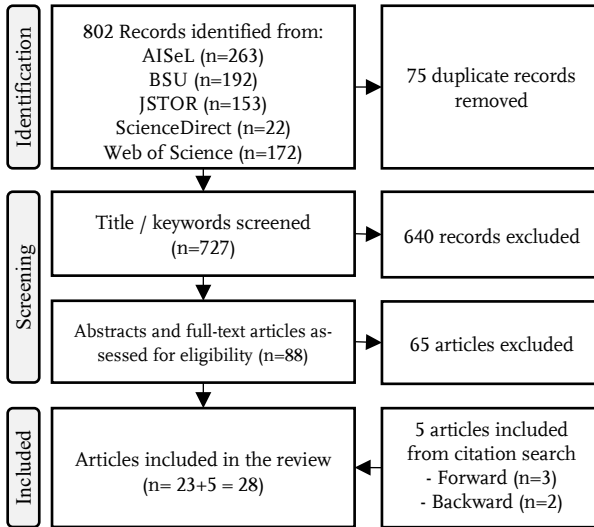 Identification
802 Records identified from:
AISeL (n=263)
BSU (n=192)
JSTOR (n=153)
ScienceDirect (n=22)
Web of Science (n=172)
75 duplicate records
removed
Screening
Title / keywords screened
(n=727)
640 records excluded
Abstracts and full-text articles as-
sessed for eligibility (n=88)
65 articles excluded
Included
Articles included in the review
(n= 23+5 = 28)
5 articles included
from citation search
- Forward (n=3)
- Backward (n=2)